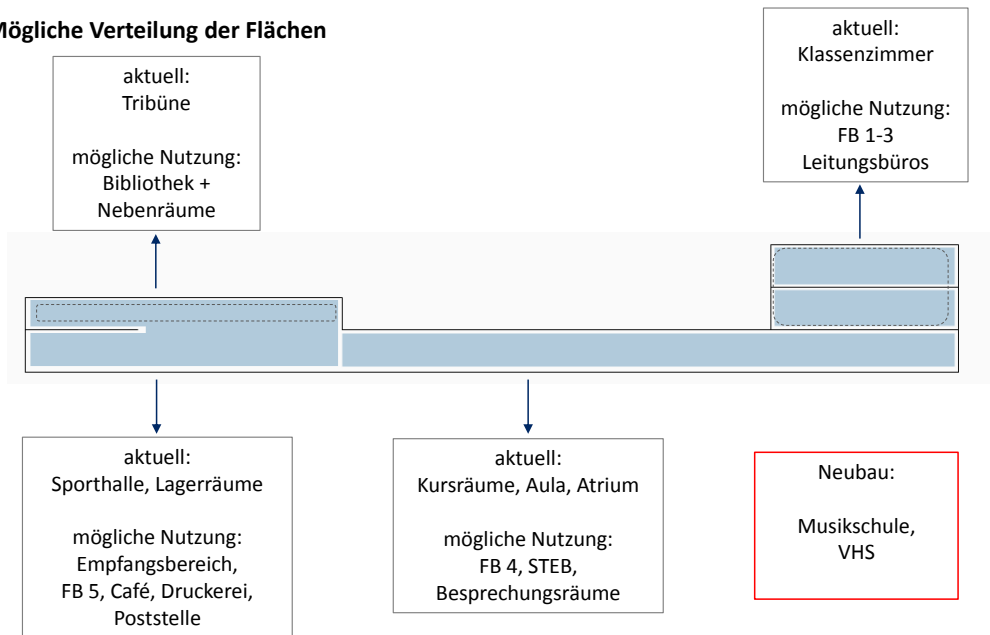 Mögliche Verteilung der Flächen
aktuell:
Tribüne
mögliche Nutzung:
Bibliothek +
Nebenräume
aktuell:
Klassenzimmer
mögliche Nutzung:
FB 1-3
Leitungsbüros
aktuell:
Sporthalle, Lagerräume
mögliche Nutzung:
Empfangsbereich,
FB 5, Café, Druckerei,
Poststelle
aktuell:
Kursräume, Aula, Atrium
mögliche Nutzung:
FB 4, STEB,
Besprechungsräume
Neubau:
Musikschule,
VHS